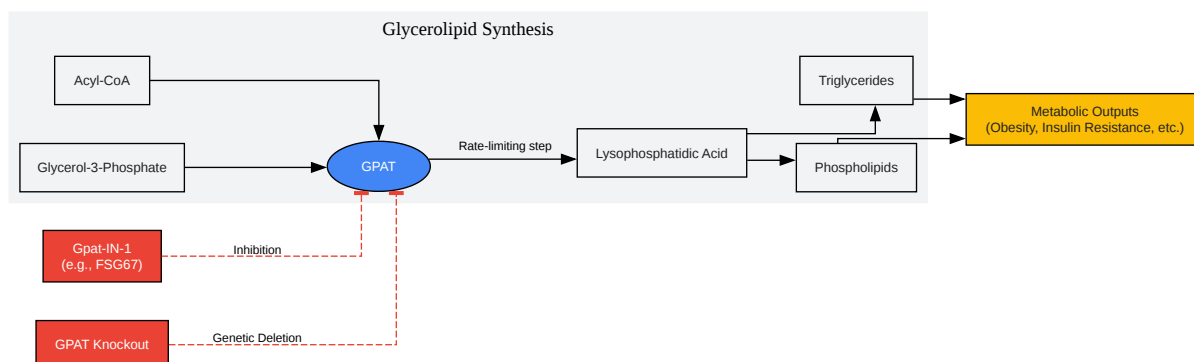 Glycerolipid Synthesis
Acyl-CoA
Triglycerides
Metabolic Outputs
(Obesity, Insulin Resistance, etc.)
Glycerol-3-Phosphate
GPAT
Rate-limiting step
Lysophosphatidic Acid
Phospholipids
Gpat-IN-1
(e.g., FSG67)
Inhibition
GPAT Knockout
Genetic Deletion